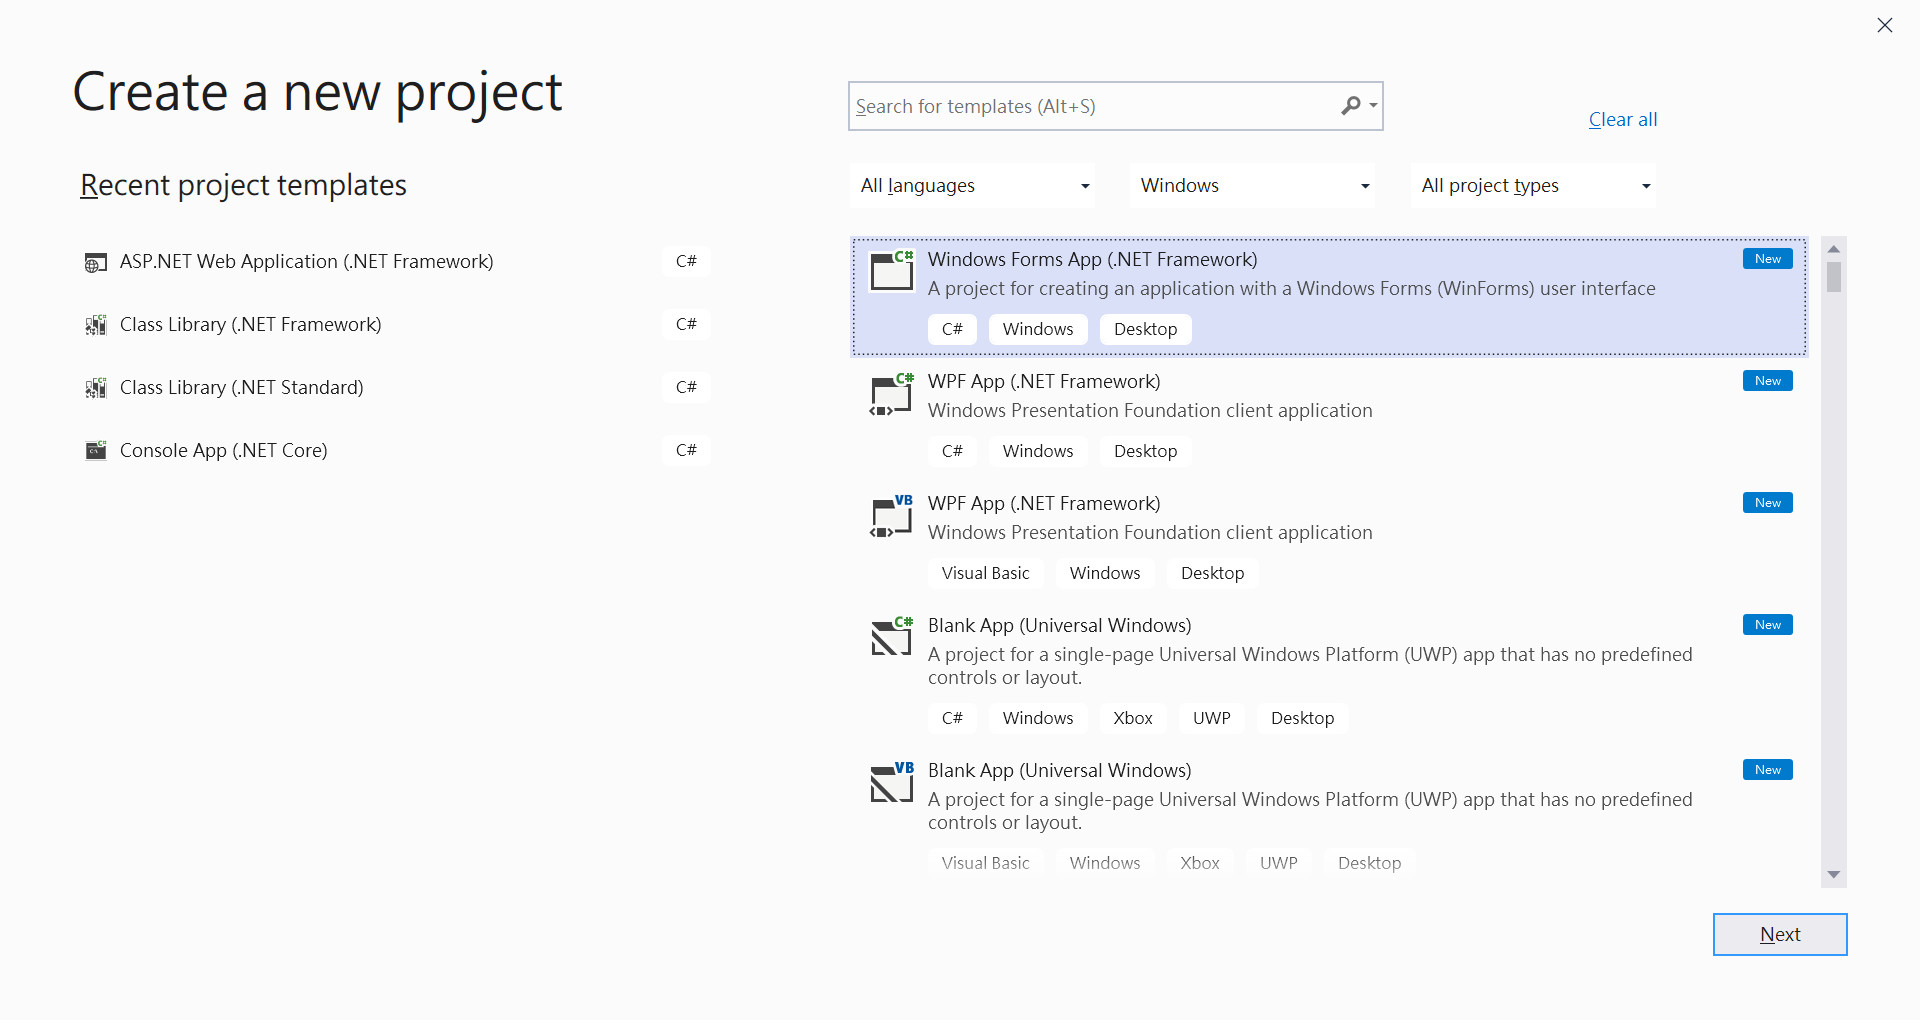 Create a new project
Search for templates (Alt+S)
Clear all
Recent project templates
All languages
Windows
All project types
ASP.NET Web Application (.NET Framework)
C#
Class Library (.NET Framework)
C#
Class Library (.NET Standard)
C#
Console App (.NET Core)
C#
C#
Windows Forms App (.NET Framework)
New
A project for creating an application with a Windows Forms (WinForms) user interface
C# Windows Desktop
C#
WPF App (.NET Framework)
New
Windows Presentation Foundation client application
C# Windows Desktop
VB
WPF App (.NET Framework)
New
Windows Presentation Foundation client application
Visual Basic Windows Desktop
C#
Blank App (Universal Windows)
New
A project for a single-page Universal Windows Platform (UWP) app that has no predefined
controls or layout.
C# Windows Xbox UWP Desktop
VB
Blank App (Universal Windows)
New
A project for a single-page Universal Windows Platform (UWP) app that has no predefined
controls or layout.
Visual Basic Windows Xbox UWP Desktop
Next